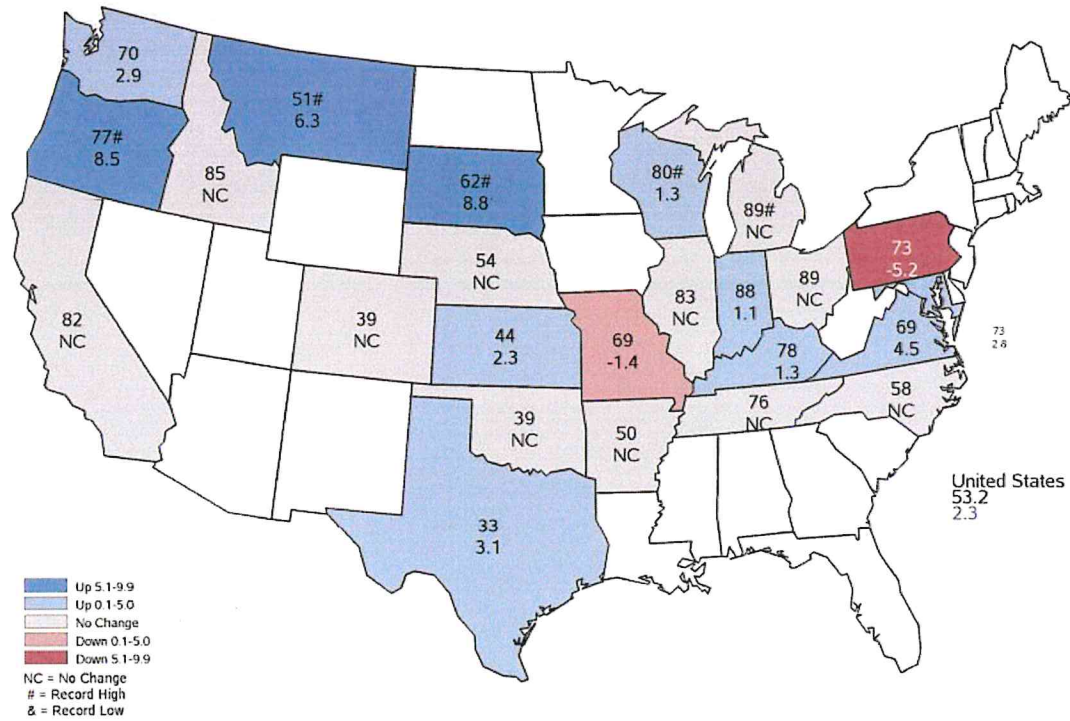 70
2.9
51#
6.3
77#
8.5
85
NC
62#
8.8
80#
1.3
89#
NC
73
-5.2
54
NC
82
NC
39
NC
44
2.3
69
-1.4
83
NC
88
1.1
89
NC
69
4.5
73
2.8
78
1.3
76
NC
58
NC
39
NC
50
NC
33
3.1
United States
53.2
2.3
Up 5.1-9.9
Up 0.1-5.0
No Change
Down 0.1-5.0
Down 5.1-9.9
NC = No Change
# = Record High
& = Record Low